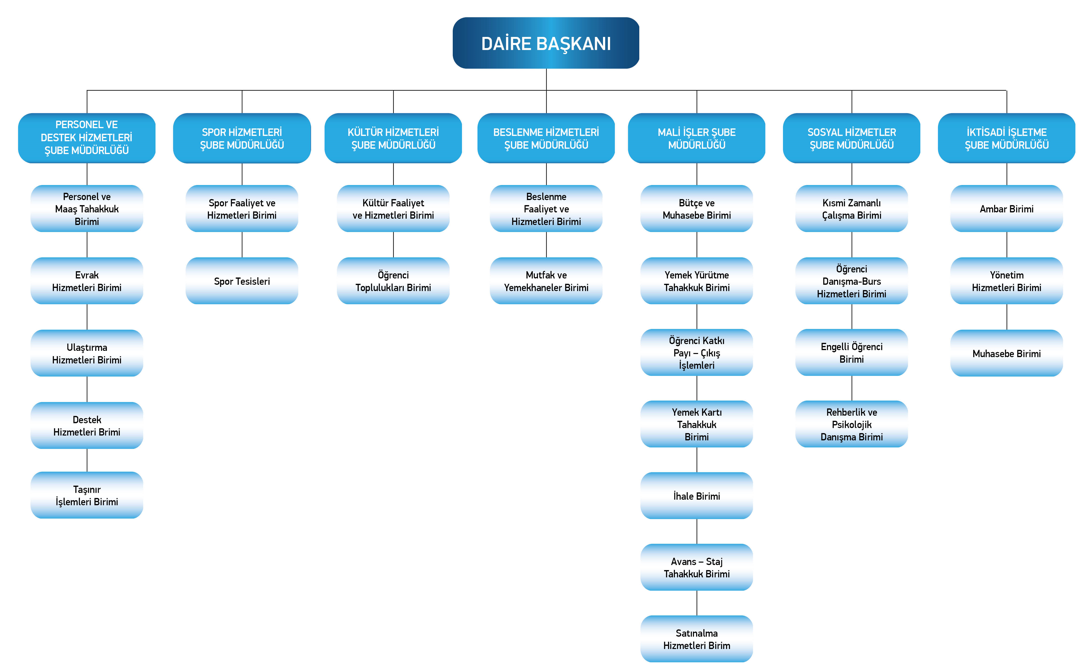 DAİRE BAŞKANI
PERSONEL VE
DESTEK HİZMETLERİ
ŞUBE MÜDÜRLÜĞÜ
Personel ve
Maaş Tahakkuk
Birimi
Evrak
Hizmetleri Birimi
Ulaştırma
Hizmetleri Birimi
Destek
Hizmetleri Brimi
Taşınır
İşlemleri Birimi
SPOR HİZMETLERİ
ŞUBE MÜDÜRLÜĞÜ
Spor Faaliyet ve
Hizmetleri Birimi
Spor Tesisleri
KÜLTÜR HİZMETLERİ
ŞUBE MÜDÜRLÜĞÜ
Kültür Faaliyet
ve Hizmetleri Birimi
Öğrenci
Toplulukları Birimi
BESLENME HİZMETLERİ
ŞUBE MÜDÜRLÜĞÜ
Beslenme
Faaliyet ve
Hizmetleri Birimi
Mutfak ve
Yemekhaneler Birimi
MALİ İŞLER ŞUBE
MÜDÜRLÜĞÜ
Bütçe ve
Muhasebe Birimi
Yemek Yürütme
Tahakkuk Birimi
Öğrenci Katkı
Payı – Çıkış
İşlemleri
Yemek Kartı
Tahakkuk
Birimi
İhale Birimi
Avans – Staj
Tahakkuk Birimi
Satınalma
Hizmetleri Birim
SOSYAL HİZMETLER
ŞUBE MÜDÜRLÜĞÜ
Kısmi Zamanlı
Çalışma Birimi
Öğrenci
Danışma-Burs
Hizmetleri Birimi
Engelli Öğrenci
Birimi
Rehberlik ve
Psikolojik
Danışma Birimi
İKTİSADİ İŞLETME
ŞUBE MÜDÜRLÜĞÜ
Ambar Birimi
Yönetim
Hizmetleri Birimi
Muhasebe Birimi